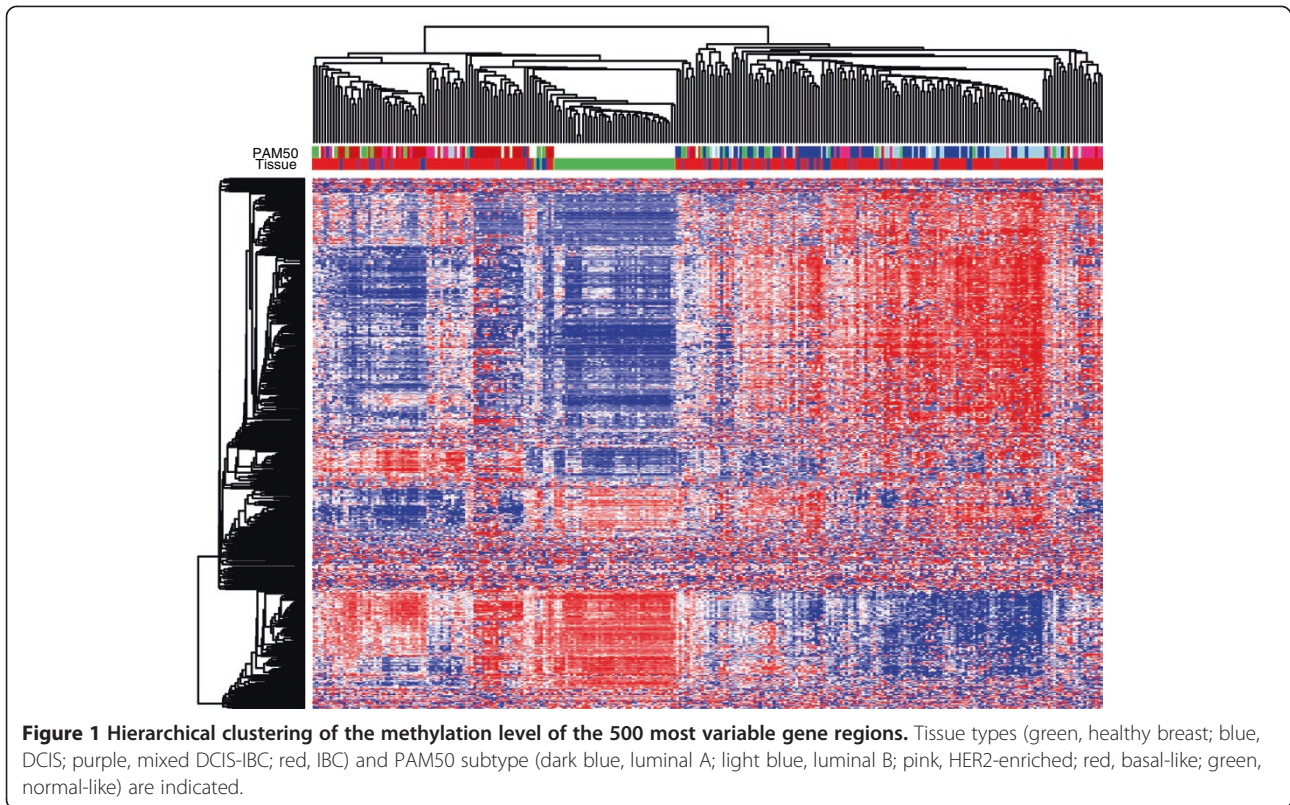 PAM50
Tissue
Figure 1 Hierarchical clustering of the methylation level of the 500 most variable gene regions. Tissue types (green, healthy breast; blue,
DCIS; purple, mixed DCIS-IBC; red, IBC) and PAM50 subtype (dark blue, luminal A; light blue, luminal B; pink, HER2-enriched; red, basal-like; green,
normal-like) are indicated.